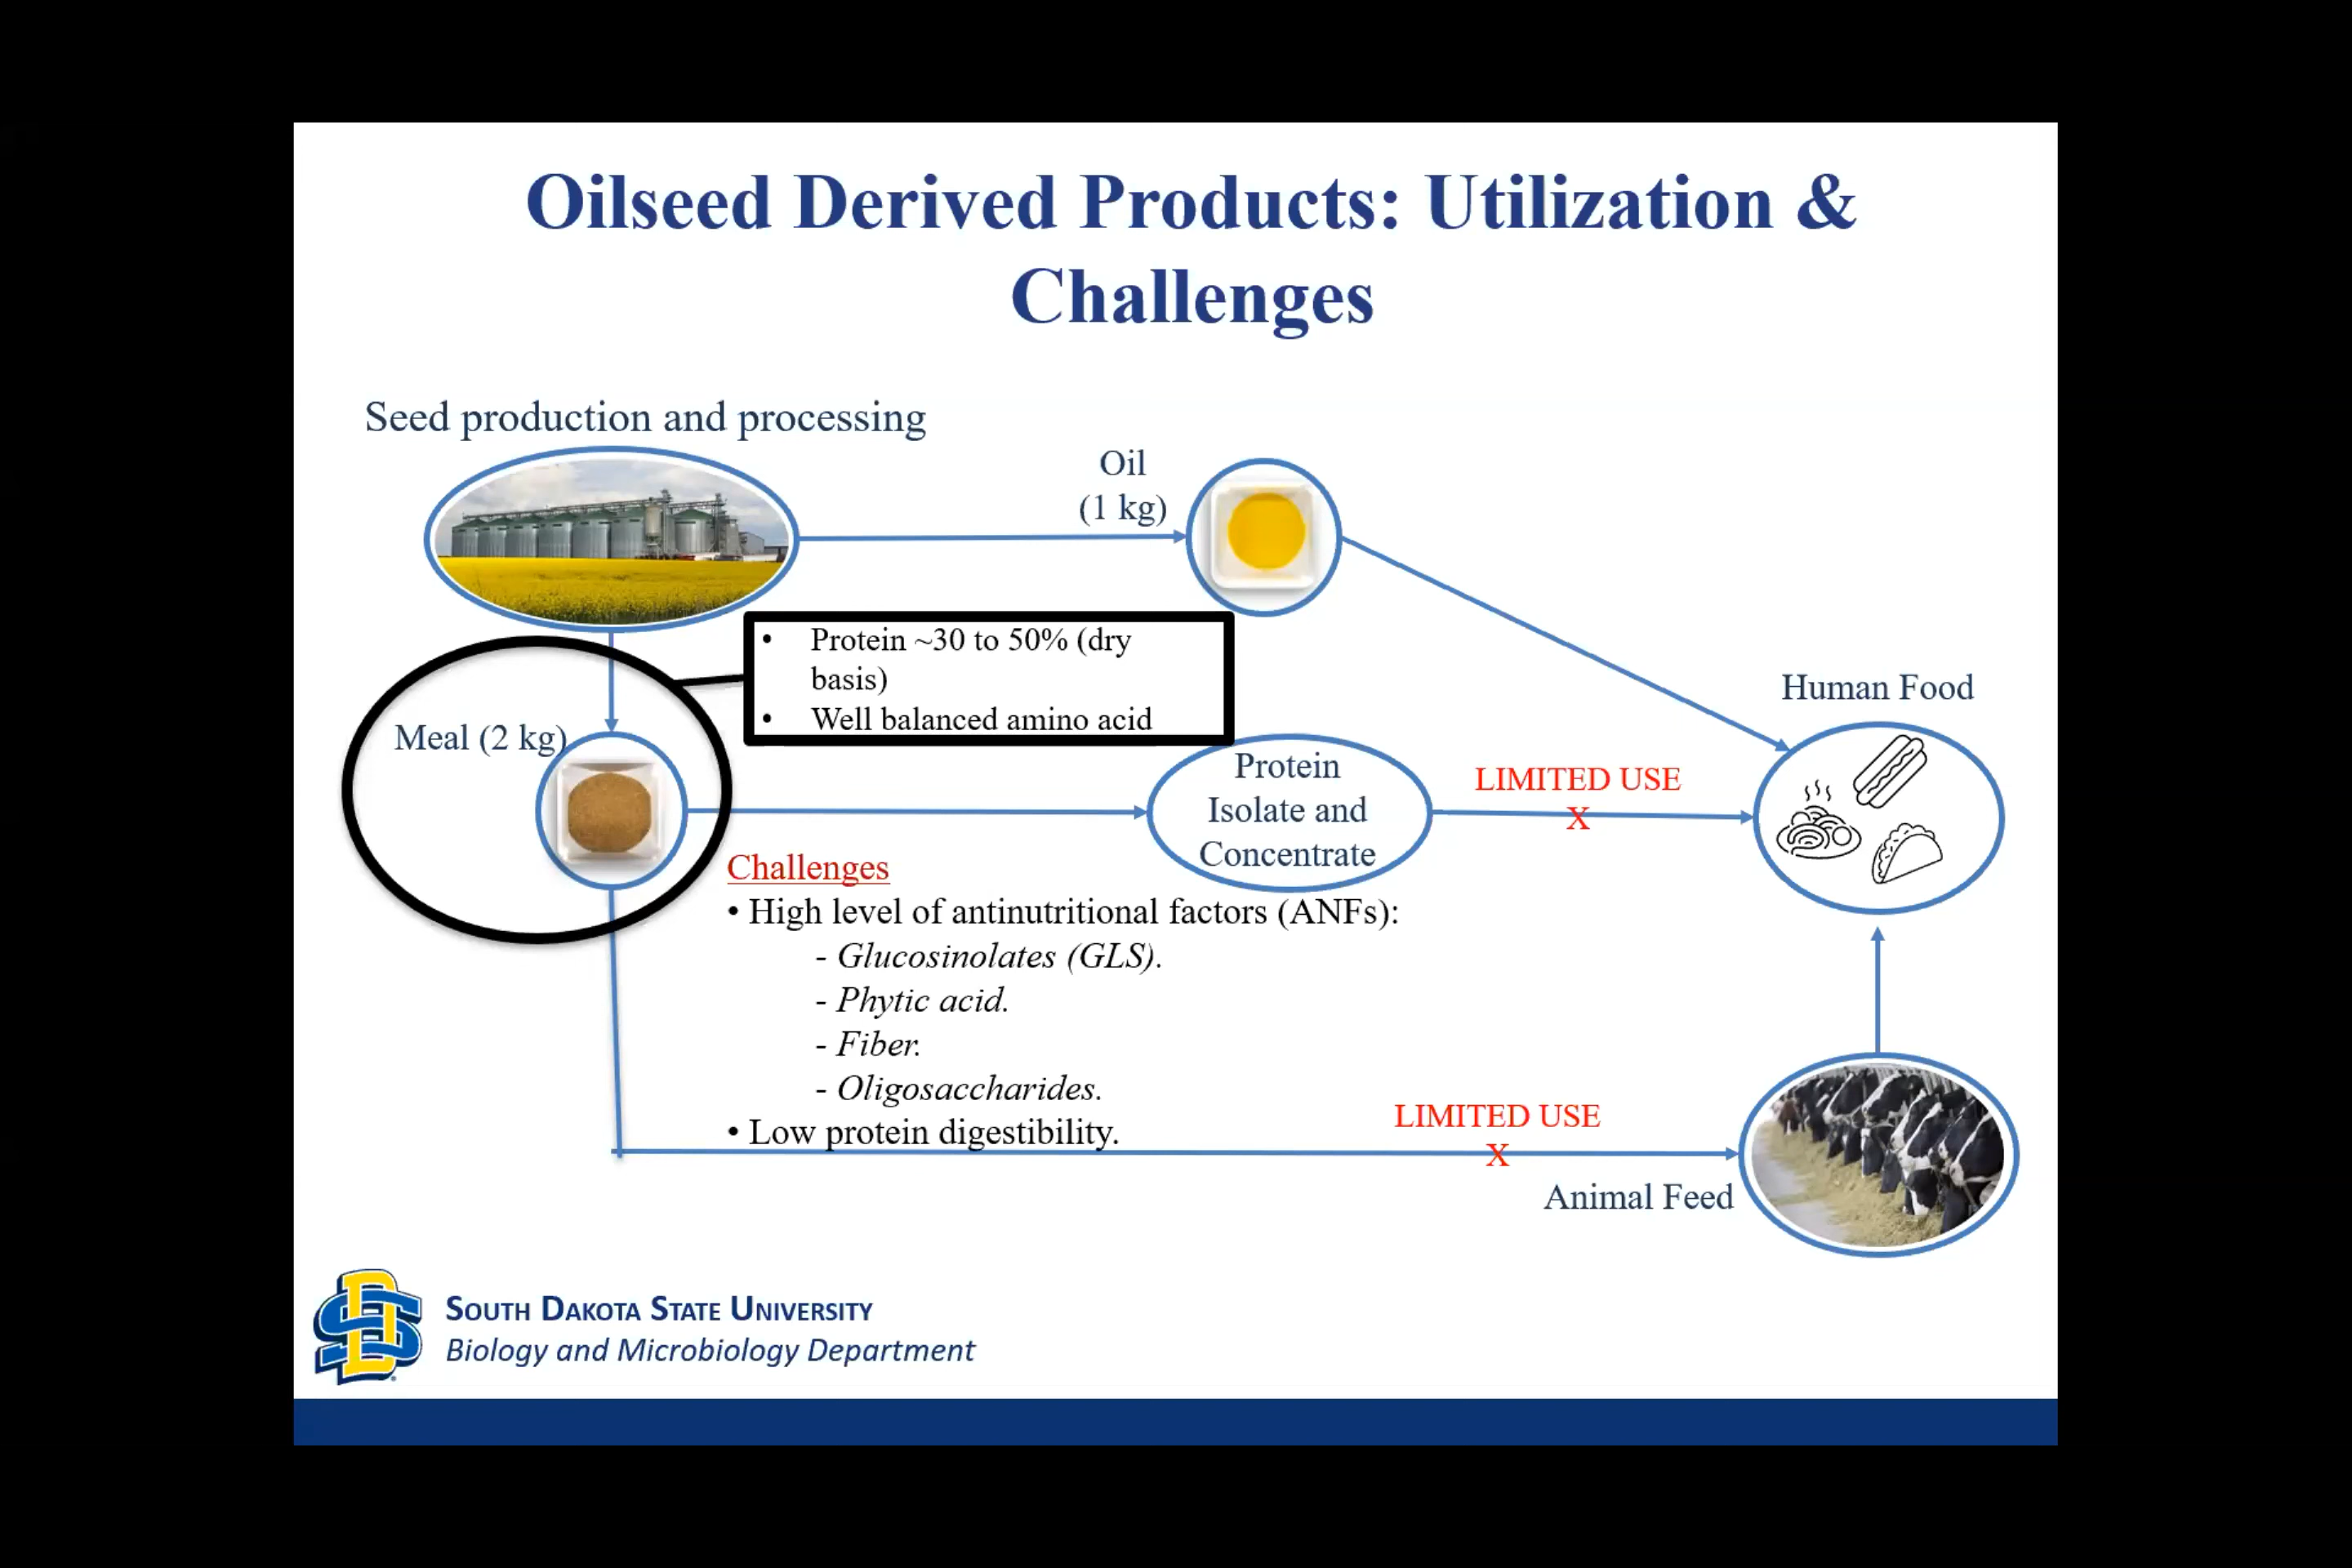 Oilseed Derived Products: Utilization &
Challenges
Seed production and processing
Oil
(1 kg)
• Protein ~30 to 50% (dry
basis)
• Well balanced amino acid
Human Food
Meal (2 kg)
Protein
Isolate and
Concentrate
LIMITED USE
X
Challenges
• High level of antinutritional factors (ANFs):
- Glucosinolates (GLS).
- Phytic acid.
- Fiber.
- Oligosaccharides.
• Low protein digestibility.
LIMITED USE
X
Animal Feed
SOUTH DAKOTA STATE UNIVERSITY
Biology and Microbiology Department